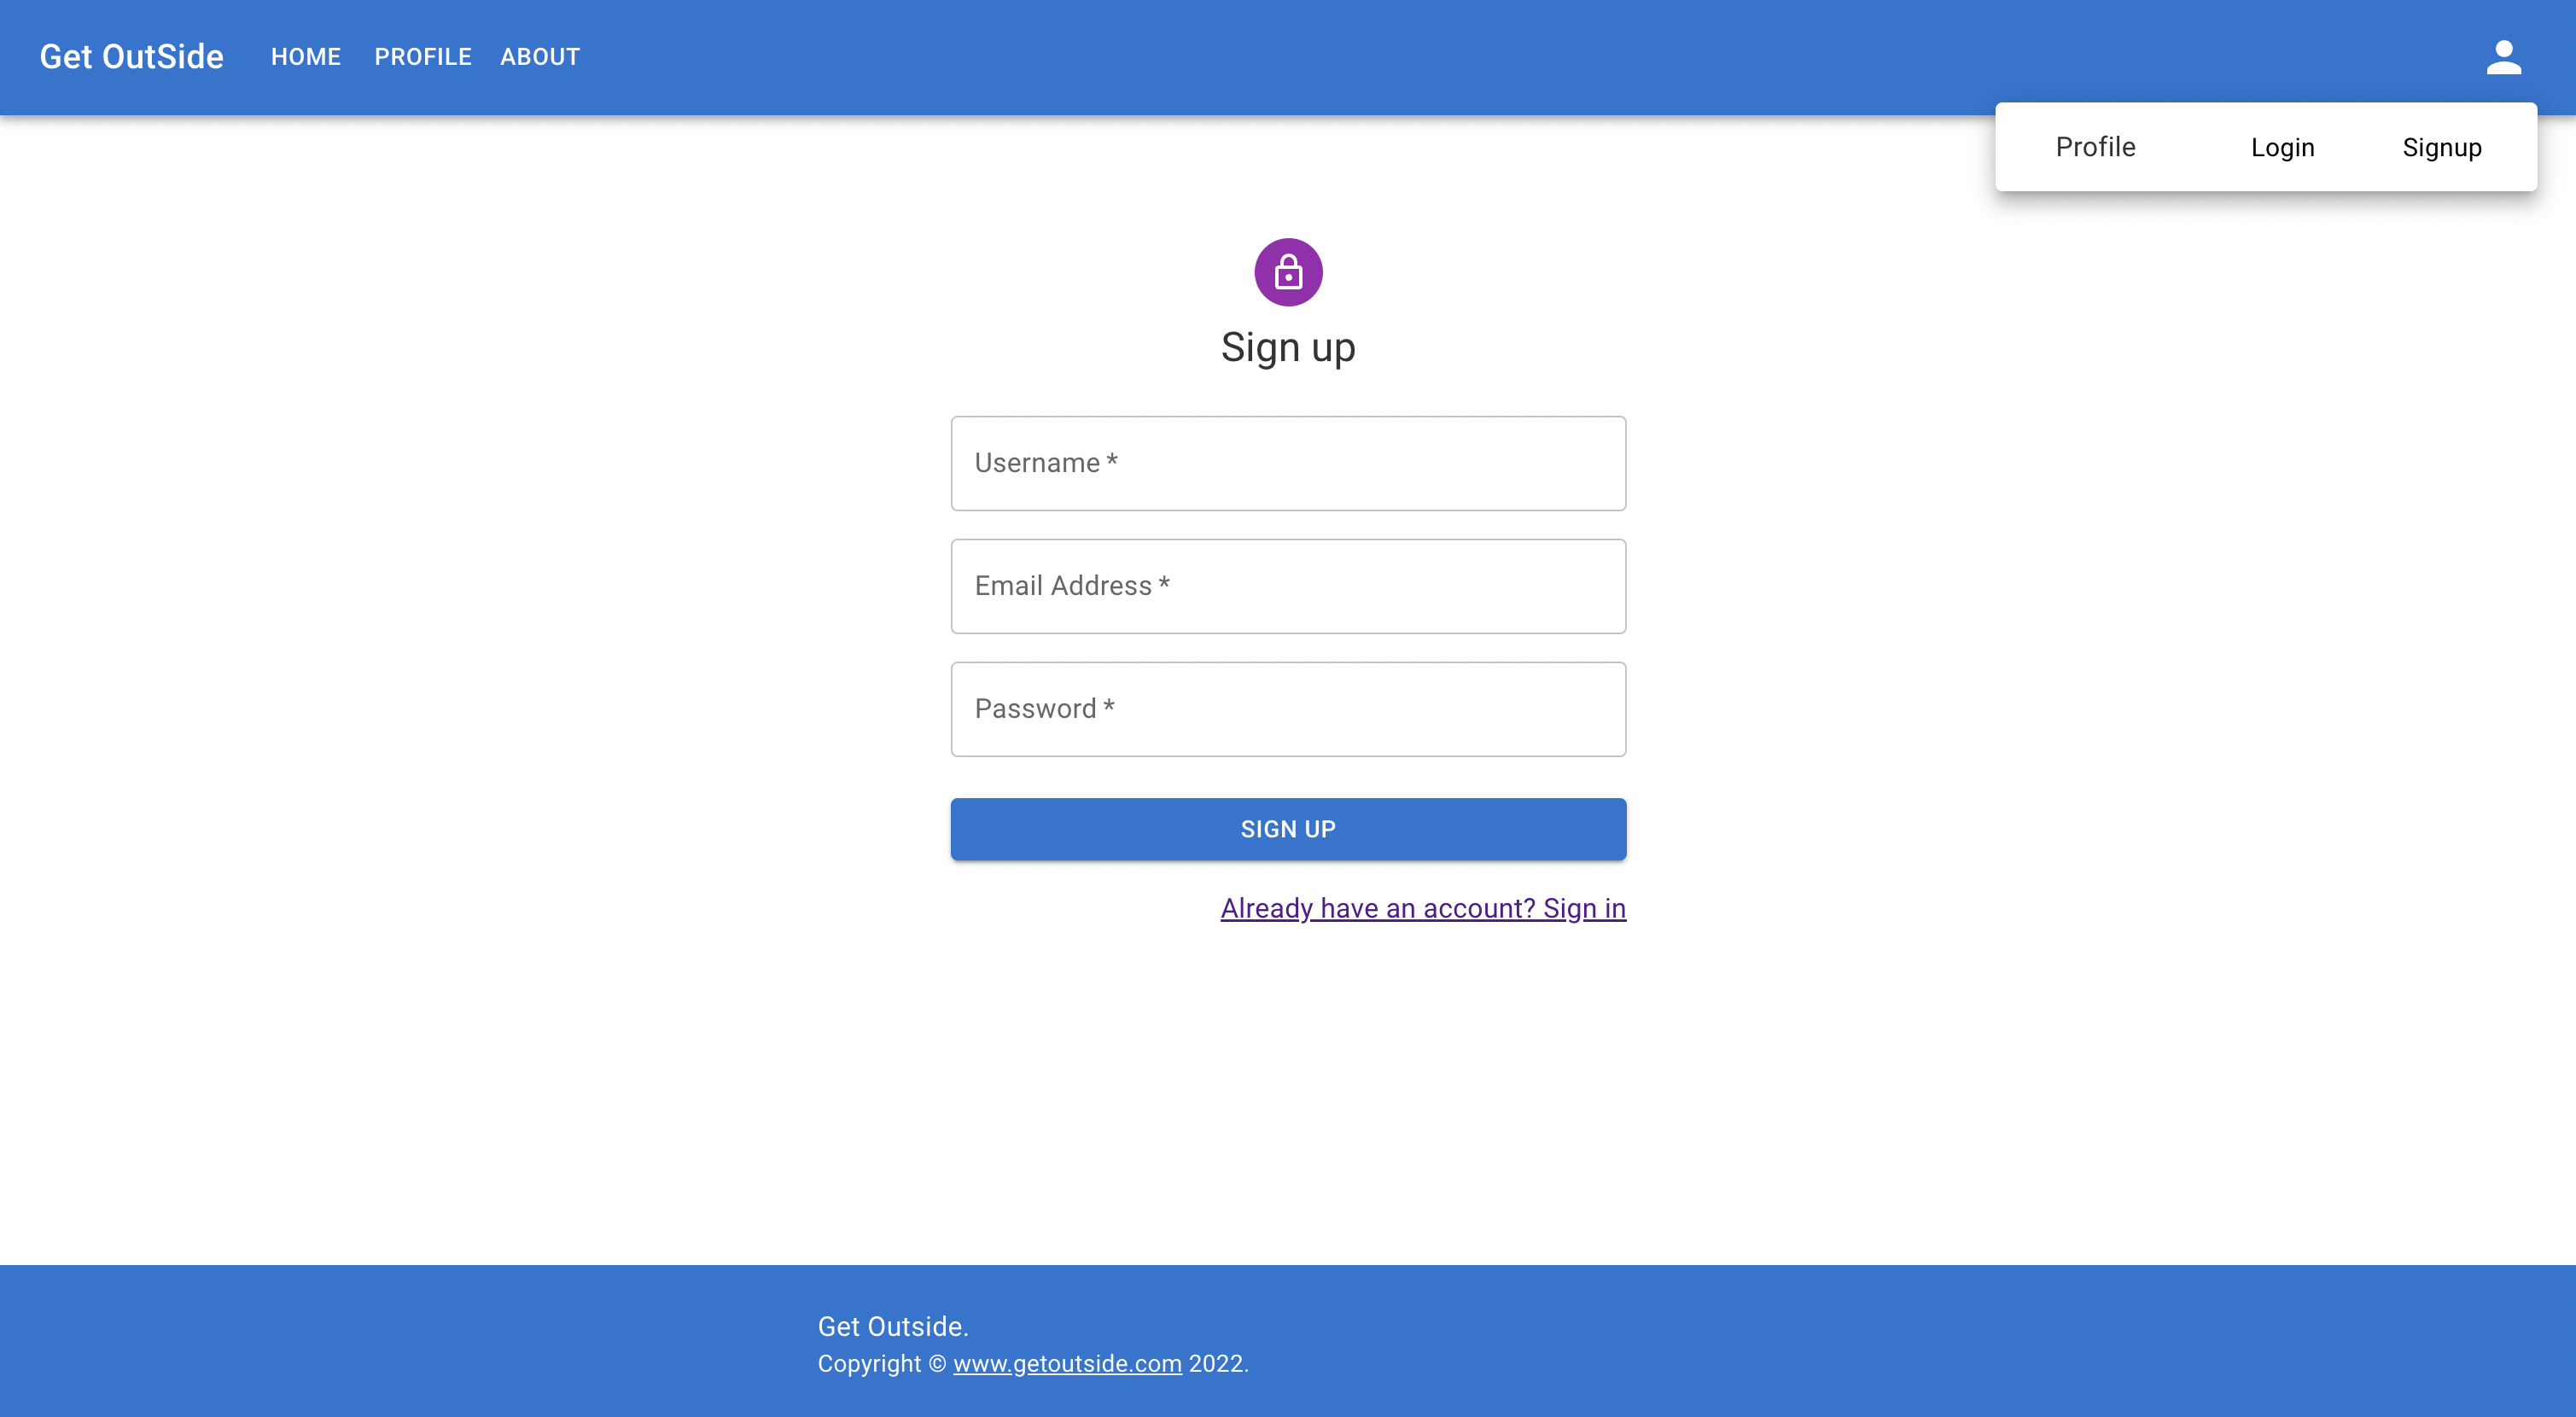 Get OutSide HOME PROFILE ABOUT
Profile Login Signup
Sign up
Username *
Email Address *
Password *
SIGN UP
Already have an account? Sign in
Get Outside.
Copyright © www.getoutside.com 2022.